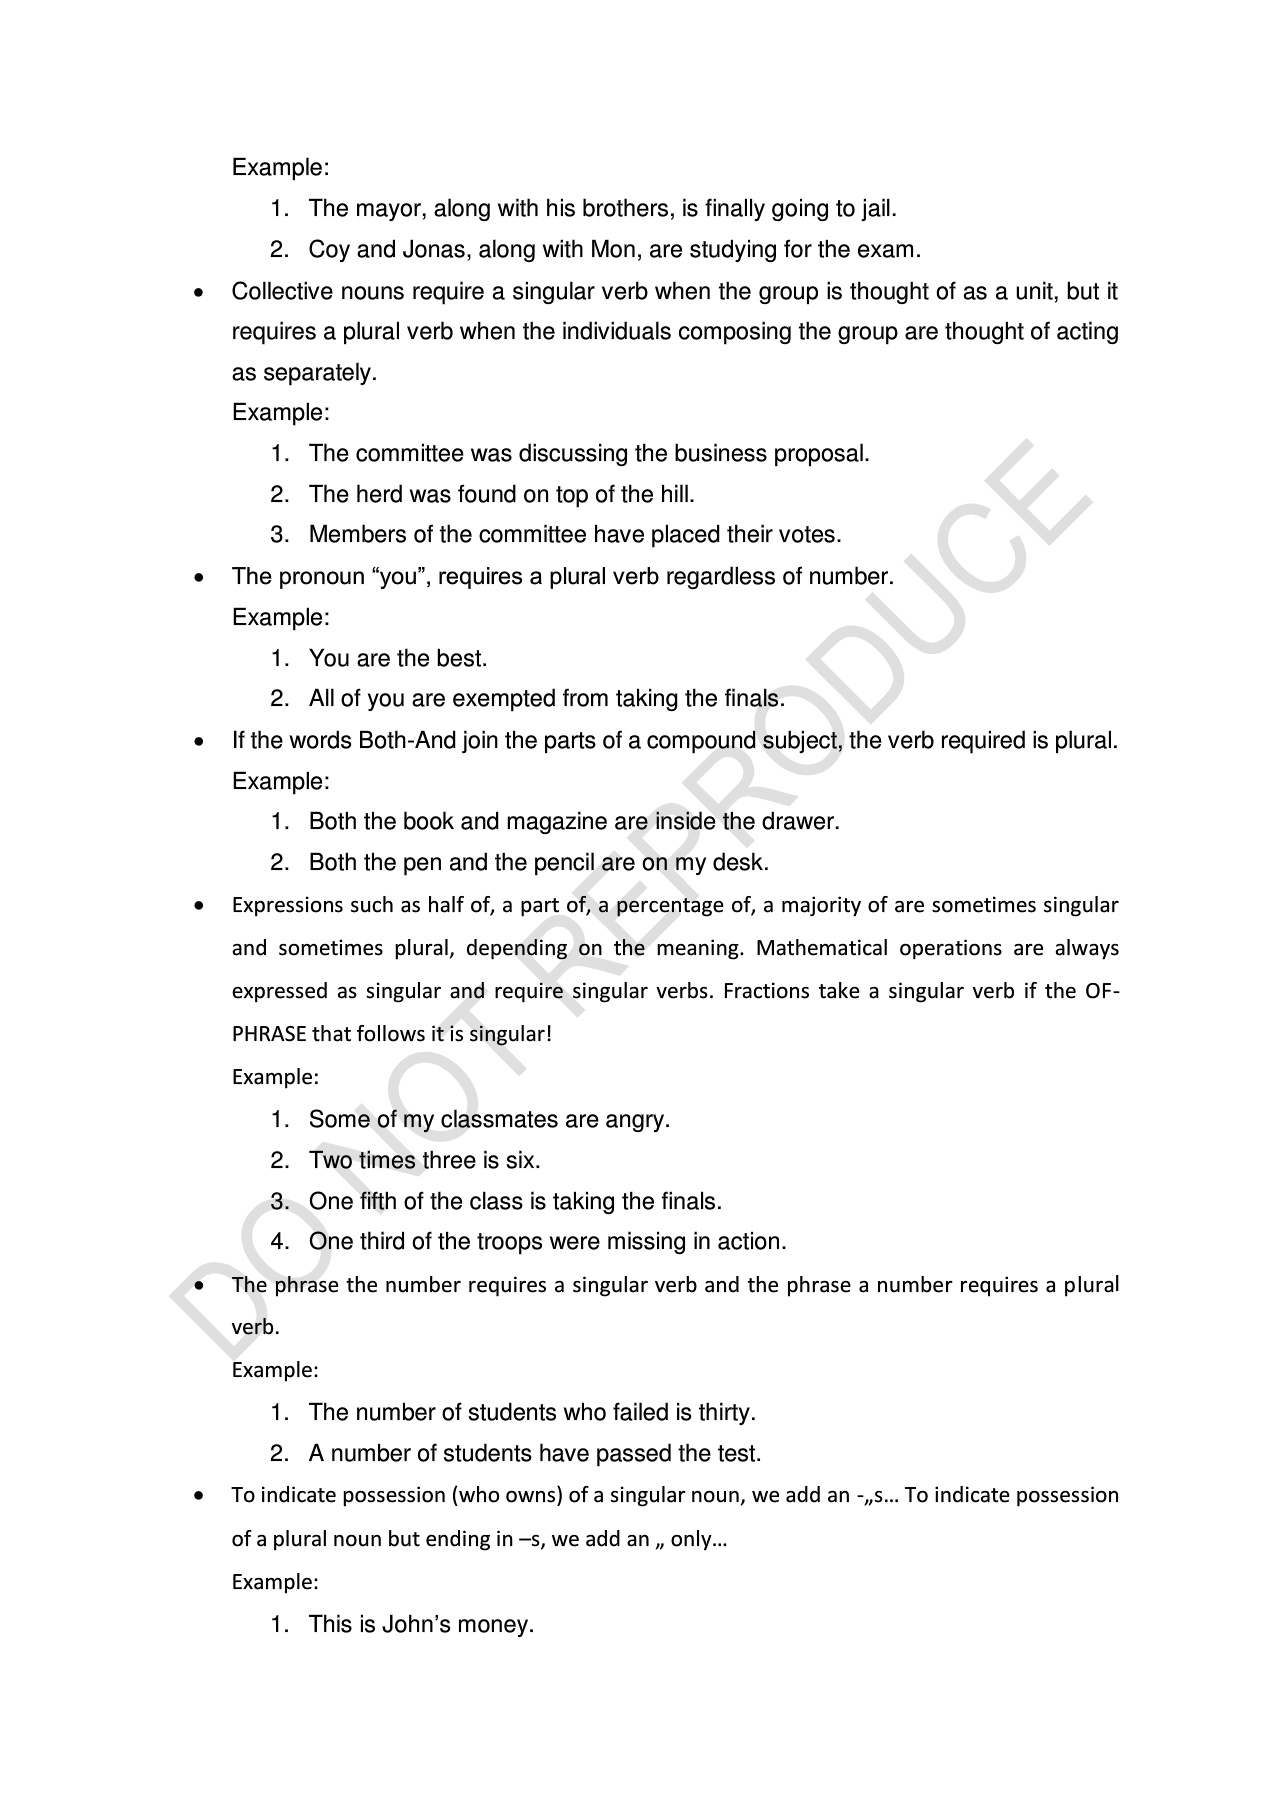 Example:
1. The mayor, along with his brothers, is finally going to jail.
2. Coy and Jonas, along with Mon, are studying for the exam.
• Collective nouns require a singular verb when the group is thought of as a unit, but it
requires a plural verb when the individuals composing the group are thought of acting
as separately.
Example:
1. The committee was discussing the business proposal.
2. The herd was found on top of the hill.
3. Members of the committee have placed their votes.
• The pronoun “you”, requires a plural verb regardless of number.
Example:
1. You are the best.
2. All of you are exempted from taking the finals.
• If the words Both-And join the parts of a compound subject, the verb required is plural.
Example:
1. Both the book and magazine are inside the drawer.
2. Both the pen and the pencil are on my desk.
• Expressions such as half of, a part of, a percentage of, a majority of are sometimes singular
and sometimes plural, depending on the meaning. Mathematical operations are always
expressed as singular and require singular verbs. Fractions take a singular verb if the OF-
PHRASE that follows it is singular!
Example:
1. Some of my classmates are angry.
2. Two times three is six.
3. One fifth of the class is taking the finals.
4. One third of the troops were missing in action.
• The phrase the number requires a singular verb and the phrase a number requires a plural
verb.
Example:
1. The number of students who failed is thirty.
2. A number of students have passed the test.
• To indicate possession (who owns) of a singular noun, we add an -„s… To indicate possession
of a plural noun but ending in –s, we add an „ only…
Example:
1. This is John’s money.
DO NOT REPRODUCE